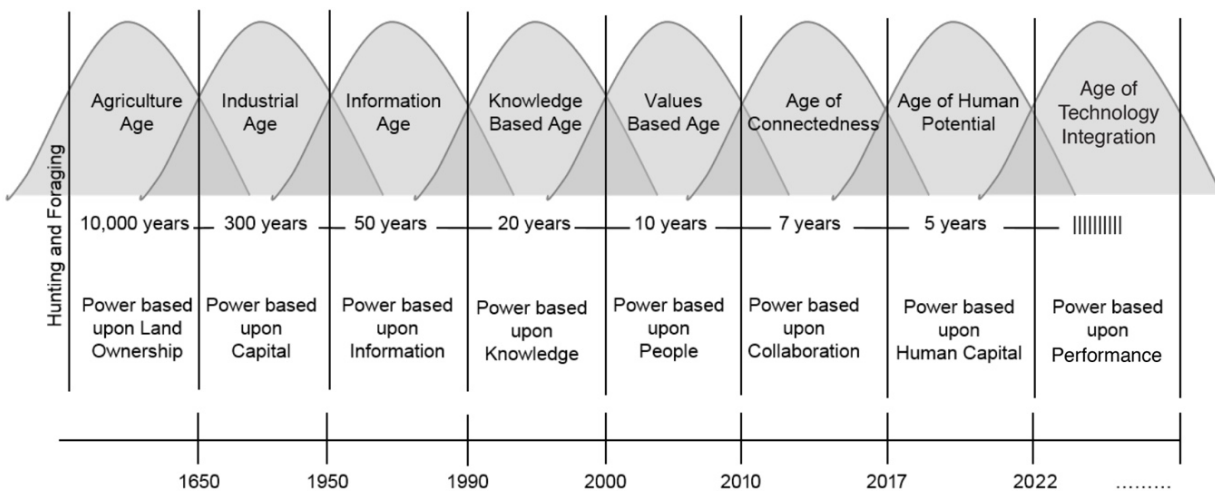 Hunting and Foraging
Agriculture
Age
Industrial
Age
Information
Age
Knowledge
Based Age
Values
Based Age
Age of
Connectedness
Age of Human
Potential
Age of
Technology
Integration
10,000 years
300 years
50 years
20 years
10 years
7 years
5 years
||||||||||
Power based
upon Land
Ownership
Power based
upon
Capital
Power based
upon
Information
Power based
upon
Knowledge
Power based
upon
People
Power based
upon
Collaboration
Power based
upon
Human Capital
Power based
upon
Performance
1650
1950
1990
2000
2010
2017
2022
.........